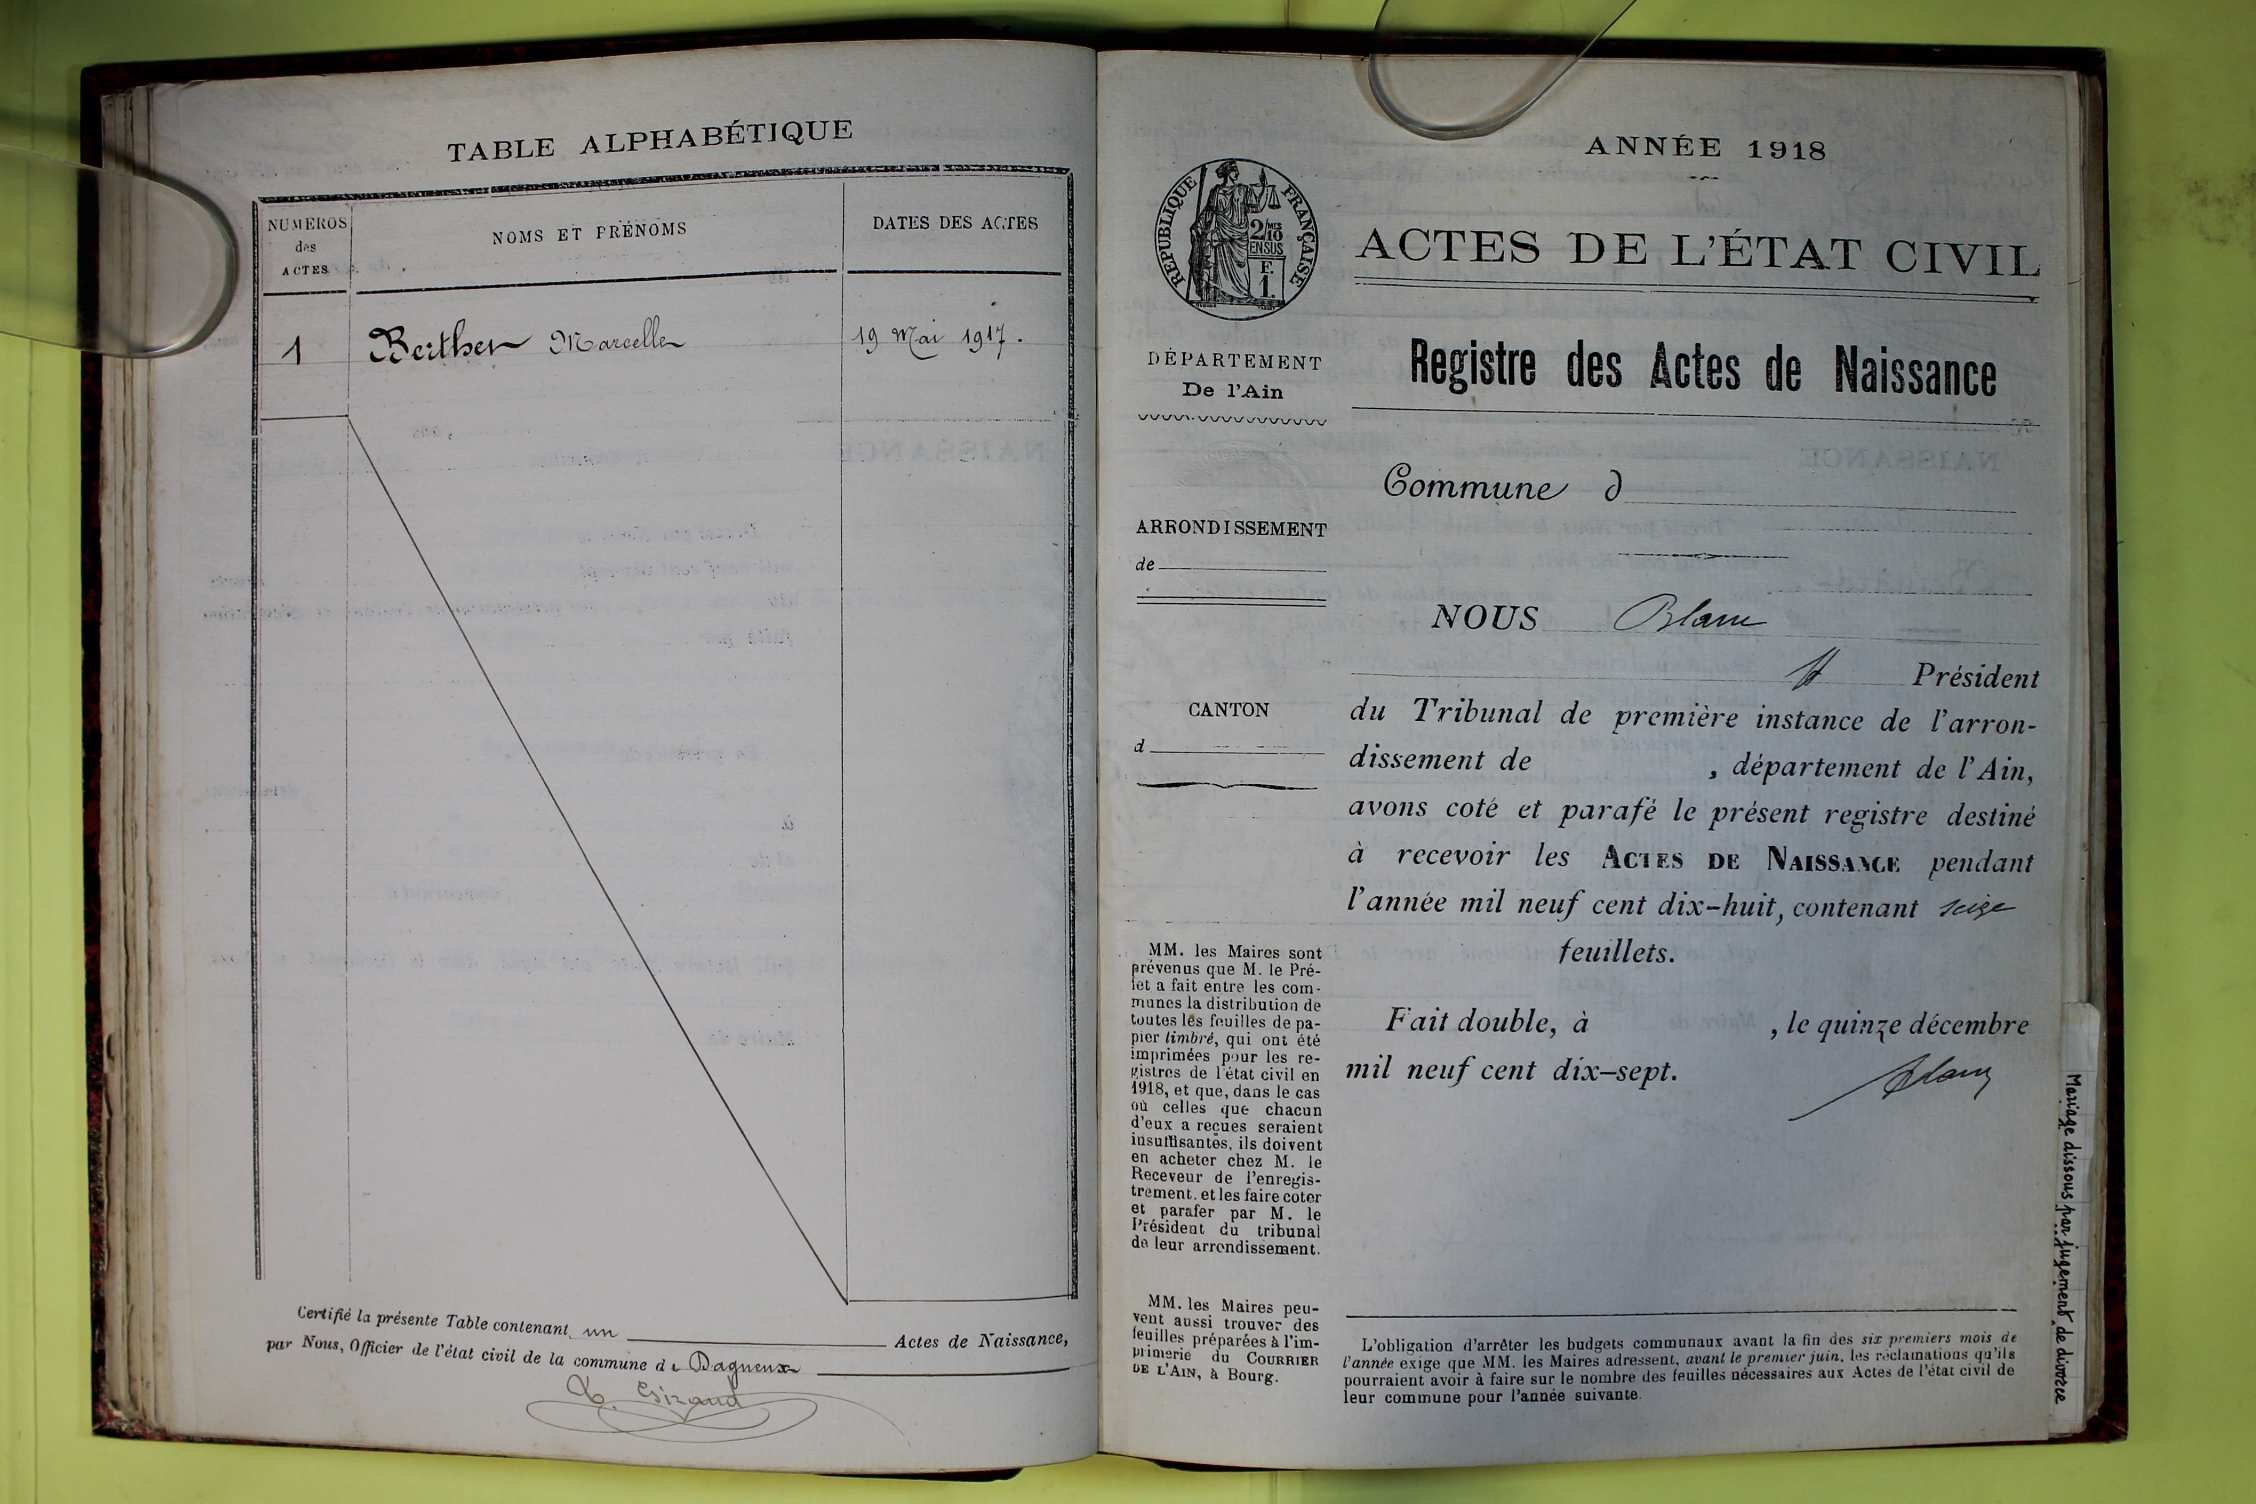 TABLE ALPHABÉTIQUE
NUMEROS
des
ACTES
NOMS ET PRÉNOMS
DATES DES ACTES
1 Berthet Marcelle 19 Mai 1917.
Certifié la présente Table contenant un Actes de Naissance,
par Nous, Officier de l'état civil de la commune de Dagneux
Girand
ANNÉE 1918
RÉPUBLIQUE FRANÇAISE
2/10
MES
EN SUS
F.
1.
ACTES DE L'ÉTAT CIVIL
DÉPARTEMENT
De l'Ain
Registre des Actes de Naissance
Commune d
ARRONDISSEMENT
de
NOUS Blanc
Président
CANTON
d
du Tribunal de première instance de l'arron-
dissement de , département de l'Ain,
avons coté et parafé le présent registre destiné
à recevoir les ACTES DE NAISSANCE pendant
l'année mil neuf cent dix-huit, contenant seize
feuillets.
Fait double, à , le quinze décembre
mil neuf cent dix-sept.
Blanc
MM. les Maires sont
prévenus que M. le Pré-
fet a fait entre les com-
munes la distribution de
toutes les feuilles de pa-
pier timbré, qui ont été
imprimées pour les re-
gistres de l'état civil en
1918, et que, dans le cas
où celles que chacun
d'eux a reçues seraient
insuffisantes, ils doivent
en acheter chez M. le
Receveur de l'enregis-
trement, et les faire coter
et parafer par M. le
Président du tribunal
de leur arrondissement.
MM. les Maires peu-
vent aussi trouver des
feuilles préparées à l'im-
primerie du COURRIER
DE L'AIN, à Bourg.
L'obligation d'arrêter les budgets communaux avant la fin des six premiers mois de
l'année exige que MM. les Maires adressent, avant le premier juin, les réclamations qu'ils
pourraient avoir à faire sur le nombre des feuilles nécessaires aux Actes de l'état civil de
leur commune pour l'année suivante.
Mariage dissous par jugement de divorce